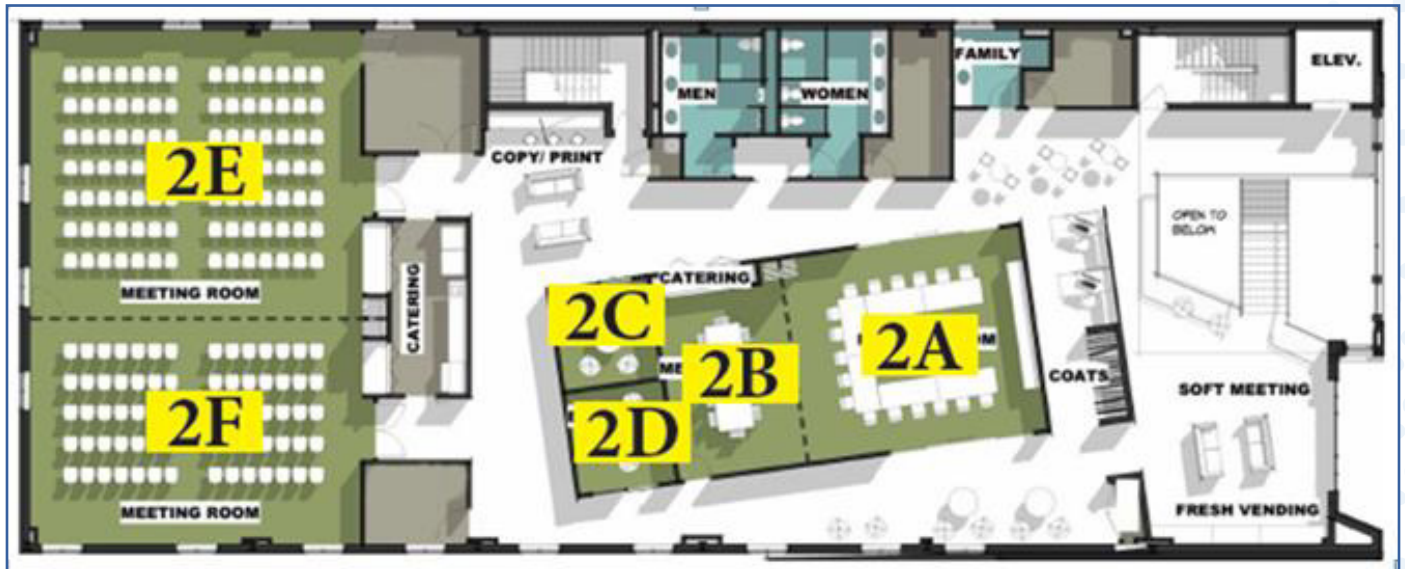 FAMILY
ELEV.
MEN
WOMEN
COPY/ PRINT
2E
OPEN TO
BELOW
MEETING ROOM
CATERING
CATERING
2C
2B
2A
2D
COATS
SOFT MEETING
2F
MEETING ROOM
FRESH VENDING